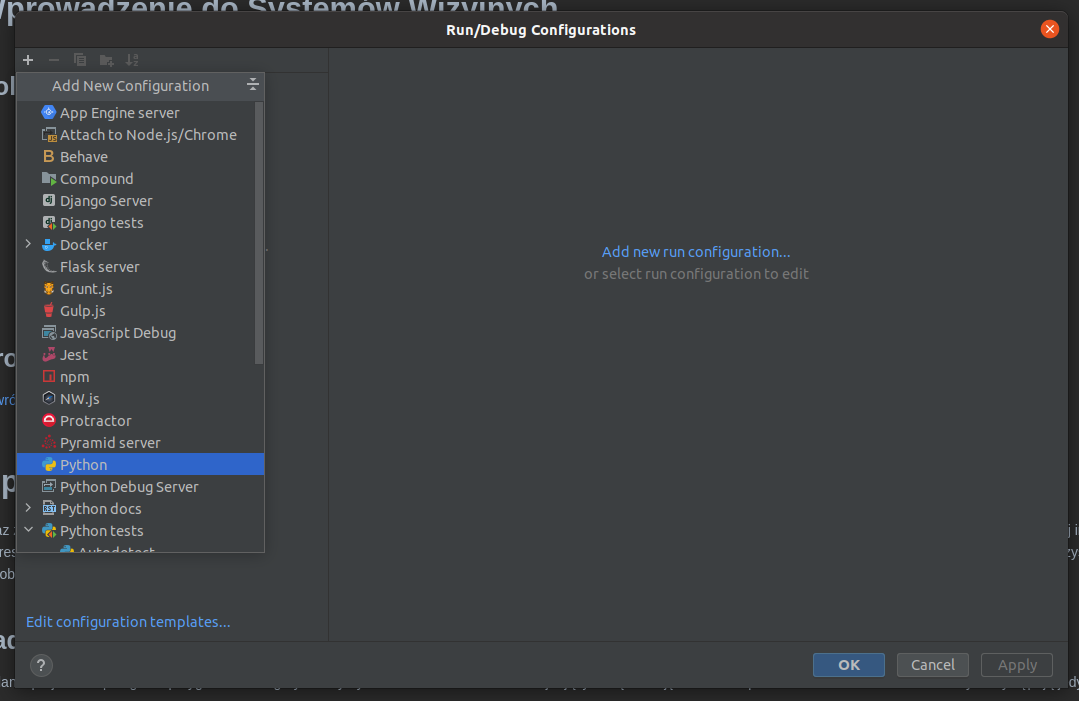 prowadzenie do Systemów Wizyjnych
Run/Debug Configurations
Add New Configuration
App Engine server
Attach to Node.js/Chrome
Behave
Compound
Django Server
Django tests
Docker
Flask server
Grunt.js
Gulp.js
JavaScript Debug
Jest
npm
NW.js
Protractor
Pyramid server
Python
Python Debug Server
Python docs
Python tests
Autodetect
Add new run configuration...
or select run configuration to edit
Edit configuration templates...
?
OK
Cancel
Apply